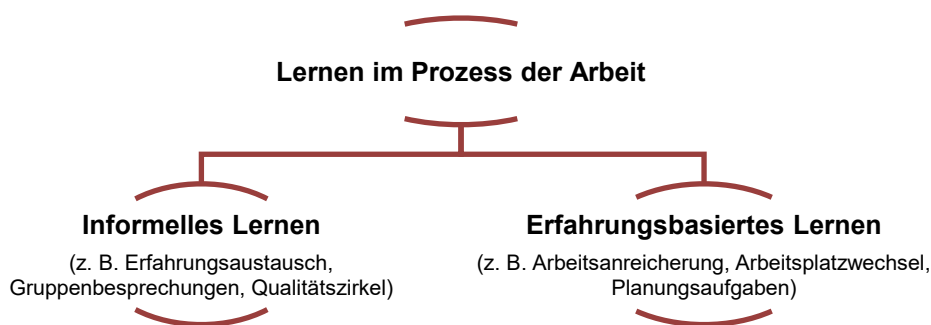 Lernen im Prozess der Arbeit
Informelles Lernen
(z. B. Erfahrungsaustausch,
Gruppenbesprechungen, Qualitätszirkel)
Erfahrungsbasiertes Lernen
(z. B. Arbeitsanreicherung, Arbeitsplatzwechsel,
Planungsaufgaben)